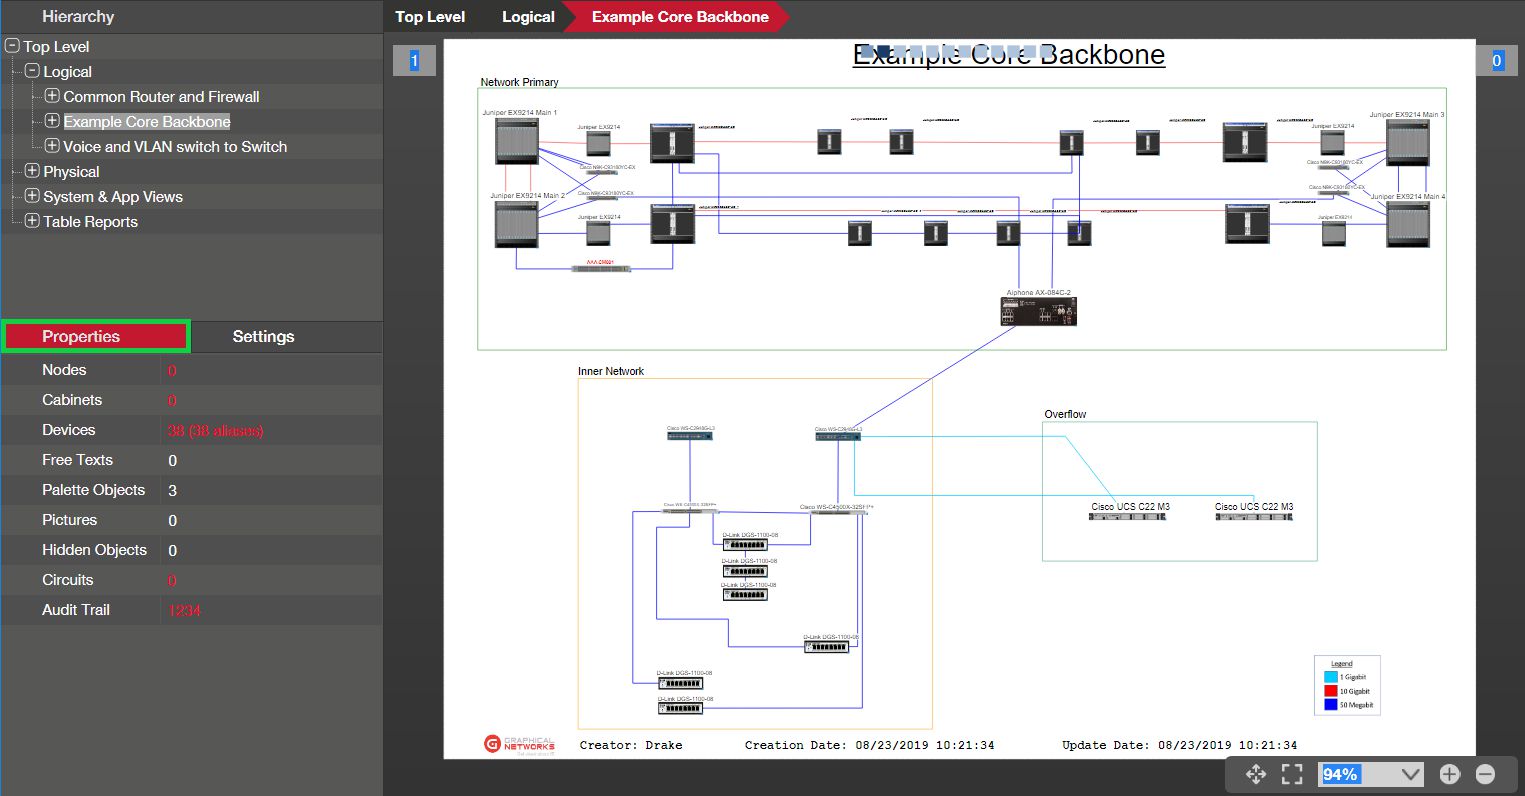 Hierarchy
Top Level
Logical
Common Router and Firewall
Example Core Backbone
Voice and VLAN switch to Switch
Physical
System & App Views
Table Reports
Properties
Settings
Nodes 0
Cabinets 0
Devices 38 (38 aliases)
Free Texts 0
Palette Objects 3
Pictures 0
Hidden Objects 0
Circuits 0
Audit Trail 1234
Top Level Logical Example Core Backbone
1
0
Example Core Backbone
Network Primary
Juniper EX9214 Main 1
Juniper EX9214
Juniper EX9214
Juniper EX9214 Main 3
Cisco N9K-C93180YC-EX
Cisco N9K-C93180YC-EX
Juniper EX9214 Main 2
Cisco N9K-C93180YC-EX
Cisco N9K-C93180YC-EX
Juniper EX9214 Main 4
Juniper EX9214
Juniper EX9214
Aiphone AX-084C-2
Inner Network
Cisco WS-C2948G-L3
Cisco WS-C2948G-L3
Cisco WS-C4500X-32SFP+
Cisco WS-C4500X-32SFP+
D-Link DGS-1100-08
D-Link DGS-1100-08
D-Link DGS-1100-08
D-Link DGS-1100-08
D-Link DGS-1100-08
D-Link DGS-1100-08
Overflow
Cisco UCS C22 M3
Cisco UCS C22 M3
Legend
1 Gigabit
10 Gigabit
50 Megabit
GRAPHICAL
NETWORKS
Creator: Drake
Creation Date: 08/23/2019 10:21:34
Update Date: 08/23/2019 10:21:34
94%